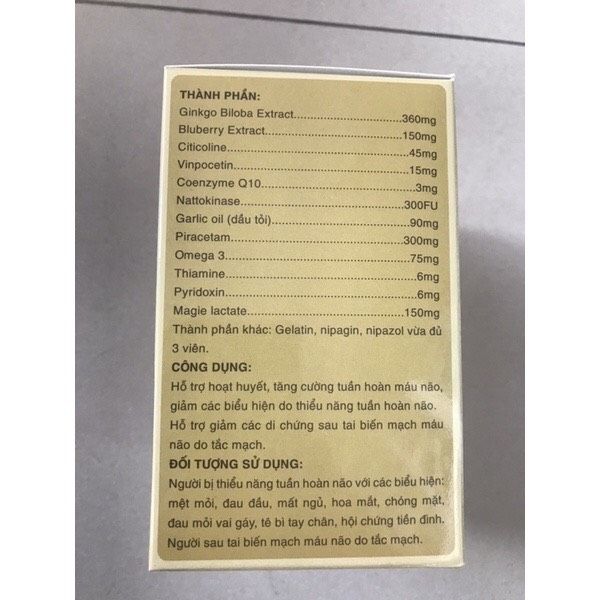 THÀNH PHẦN:
Ginkgo Biloba Extract..............................360mg
Bluberry Extract......................................150mg
Citicoline....................................................45mg
Vinpocetin..................................................15mg
Coenzyme Q10...........................................3mg
Nattokinase..............................................300FU
Garlic oil (dầu tỏi)......................................90mg
Piracetam.................................................300mg
Omega 3....................................................75mg
Thiamine......................................................6mg
Pyridoxin......................................................6mg
Magie lactate...........................................150mg
Thành phần khác: Gelatin, nipagin, nipazol vừa đủ
3 viên.
CÔNG DỤNG:
Hỗ trợ hoạt huyết, tăng cường tuần hoàn máu não,
giảm các biểu hiện do thiểu năng tuần hoàn não.
Hỗ trợ giảm các di chứng sau tai biến mạch máu
não do tắc mạch.
ĐỐI TƯỢNG SỬ DỤNG:
Người bị thiểu năng tuần hoàn não với các biểu hiện:
mệt mỏi, đau đầu, mất ngủ, hoa mắt, chóng mặt,
đau mỏi vai gáy, tê bì tay chân, hội chứng tiền đình.
Người sau tai biến mạch máu não do tắc mạch.